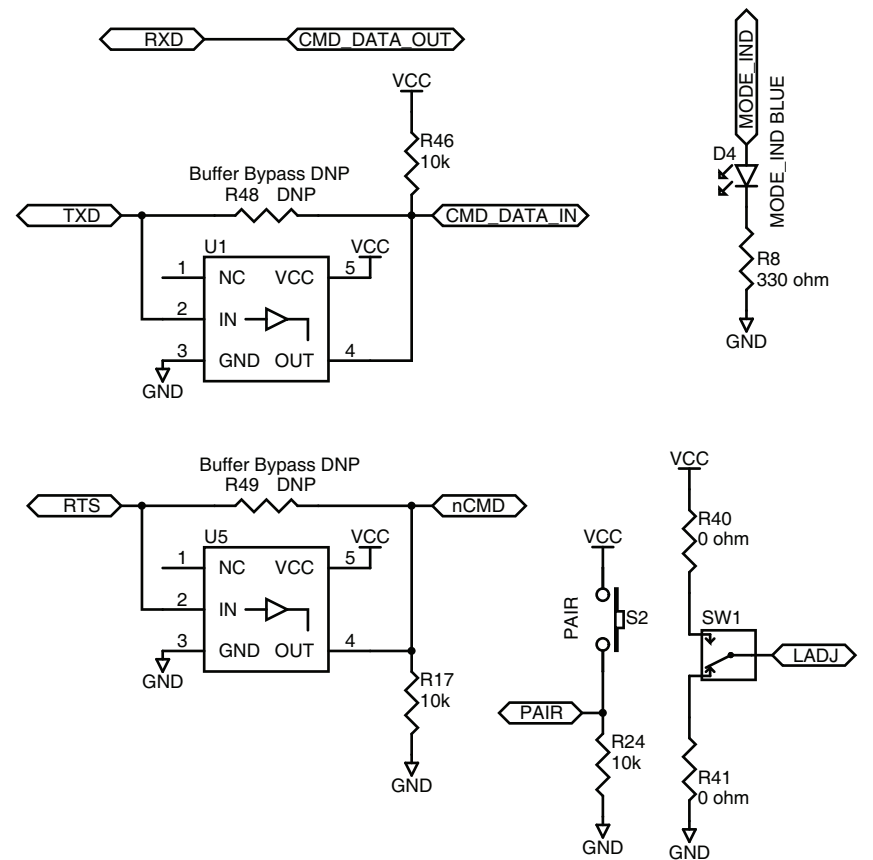 RXD
CMD_DATA_OUT
VCC
R46
10k
Buffer Bypass DNP
R48 DNP
TXD
CMD_DATA_IN
U1
VCC
1
NC
VCC
5
2
IN
3
GND
OUT
4
GND
MODE_IND
D4
MODE_IND BLUE
R8
330 ohm
GND
Buffer Bypass DNP
R49 DNP
RTS
nCMD
U5
VCC
1
NC
VCC
5
2
IN
3
GND
OUT
4
GND
R17
10k
GND
VCC
PAIR
S2
PAIR
R24
10k
GND
VCC
R40
0 ohm
SW1
LADJ
R41
0 ohm
GND